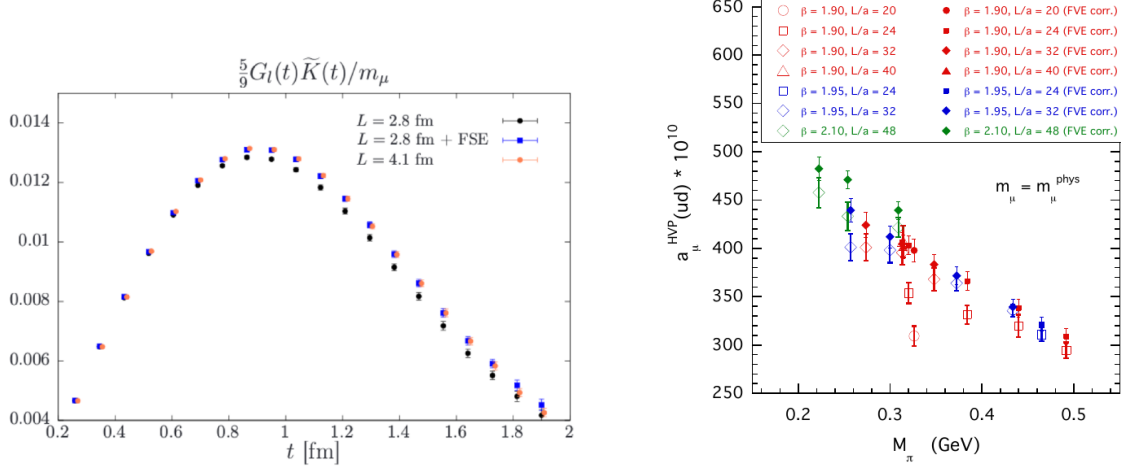 5/9 G_l(t)K̃(t)/m_μ
L = 2.8 fm
L = 2.8 fm + FSE
L = 4.1 fm
0.014
0.012
0.01
0.008
0.006
0.004
0.2 0.4 0.6 0.8 1 1.2 1.4 1.6 1.8 2
t [fm]
650
600
550
500
450
400
350
300
250
a_μ^HVP(ud) * 10^10
β = 1.90, L/a = 20
β = 1.90, L/a = 24
β = 1.90, L/a = 32
β = 1.90, L/a = 40
β = 1.95, L/a = 24
β = 1.95, L/a = 32
β = 2.10, L/a = 48
β = 1.90, L/a = 20 (FVE corr.)
β = 1.90, L/a = 24 (FVE corr.)
β = 1.90, L/a = 32 (FVE corr.)
β = 1.90, L/a = 40 (FVE corr.)
β = 1.95, L/a = 24 (FVE corr.)
β = 1.95, L/a = 32 (FVE corr.)
β = 2.10, L/a = 48 (FVE corr.)
m_μ = m_μ^phys
0.2 0.3 0.4 0.5
M_π (GeV)